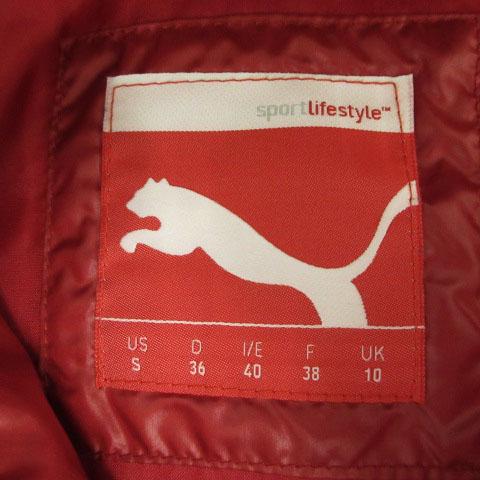 sportlifestyle™
US D I/E F UK
S 36 40 38 10